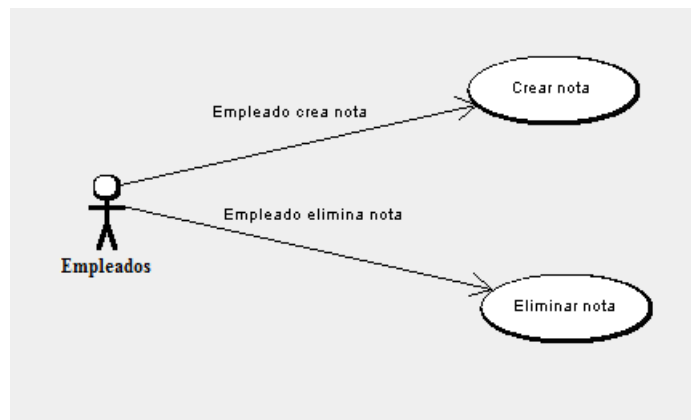 Crear nota
Empleado crea nota
Empleado elimina nota
Empleados
Eliminar nota